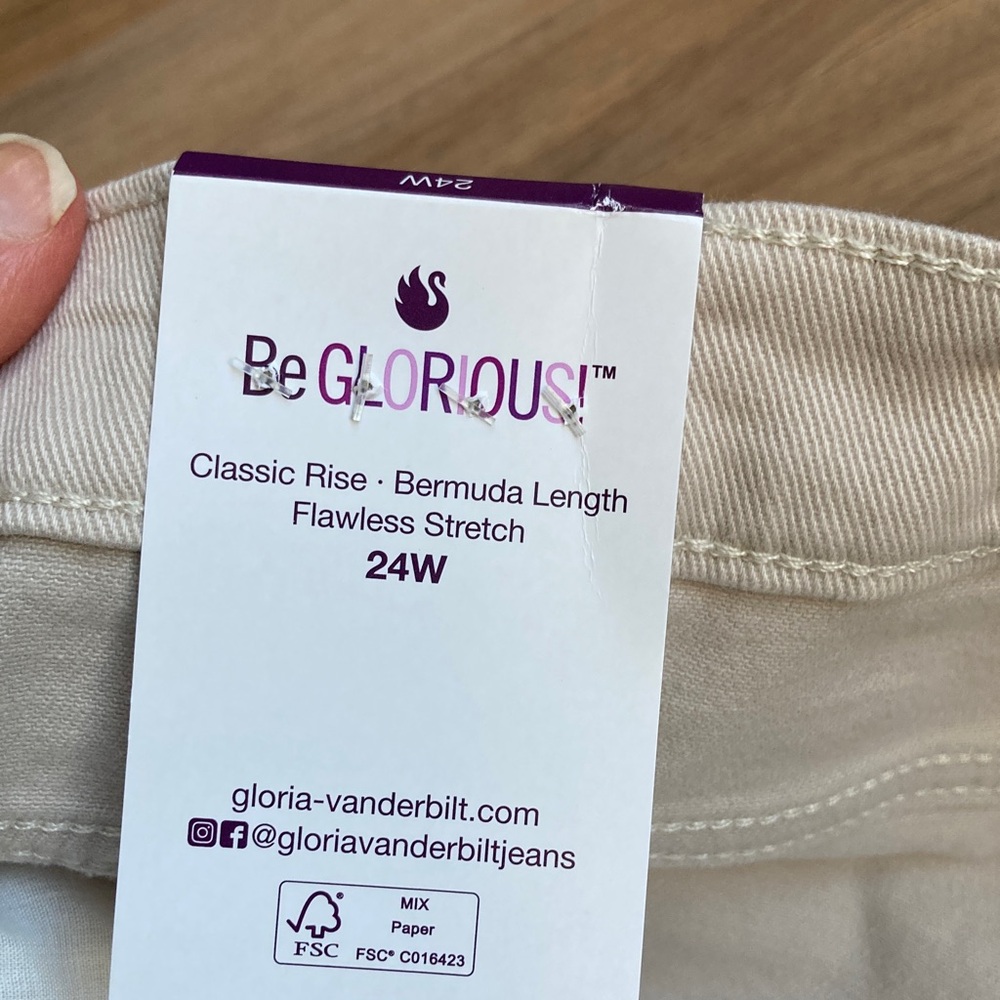 24W
Be GLORIOUS!™
Classic Rise · Bermuda Length
Flawless Stretch
24W
gloria-vanderbilt.com
@gloriavanderbiltjeans
MIX
Paper
FSC® C016423
®
FSC